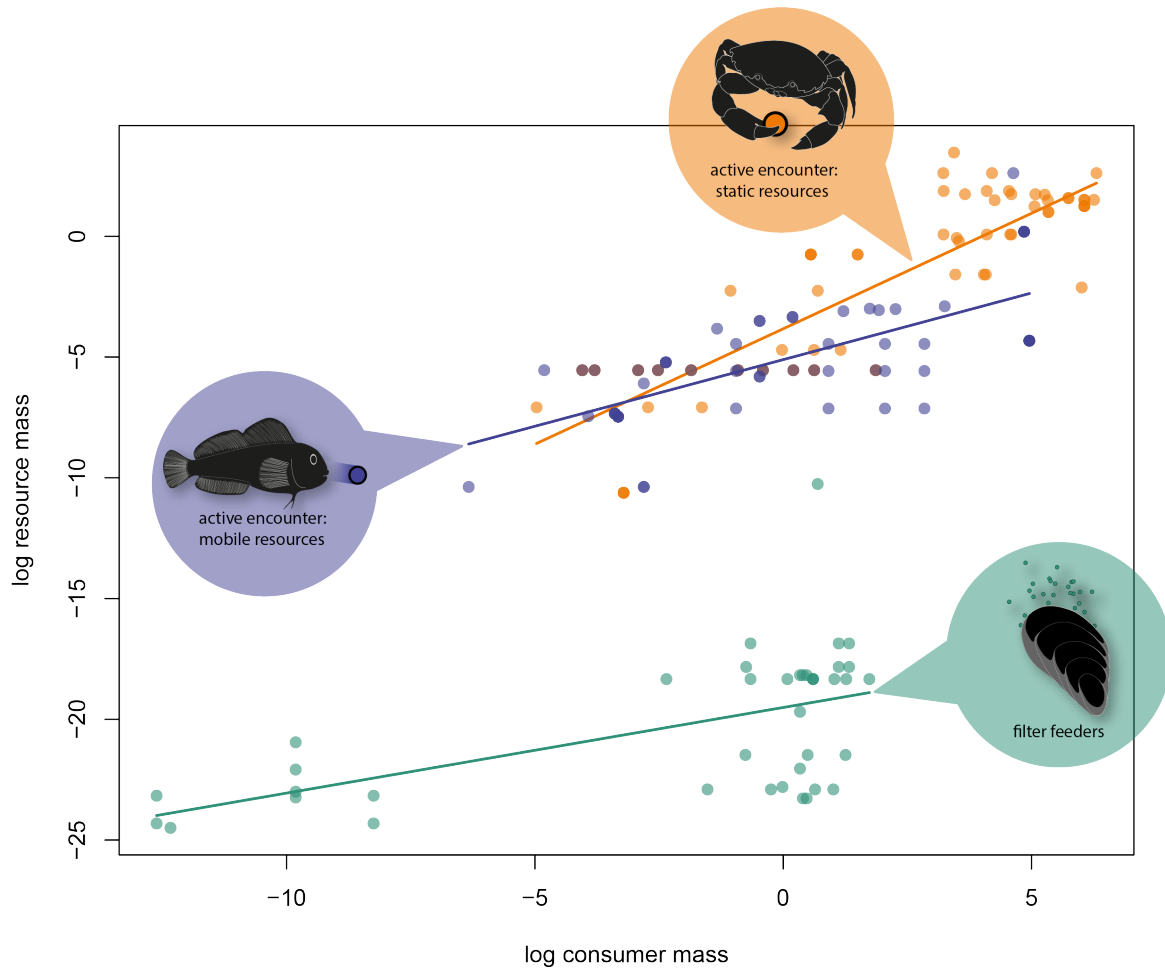 active encounter:
static resources
0
−5
−10
−15
−20
−25
log resource mass
active encounter:
mobile resources
filter feeders
−10
−5
0
5
log consumer mass